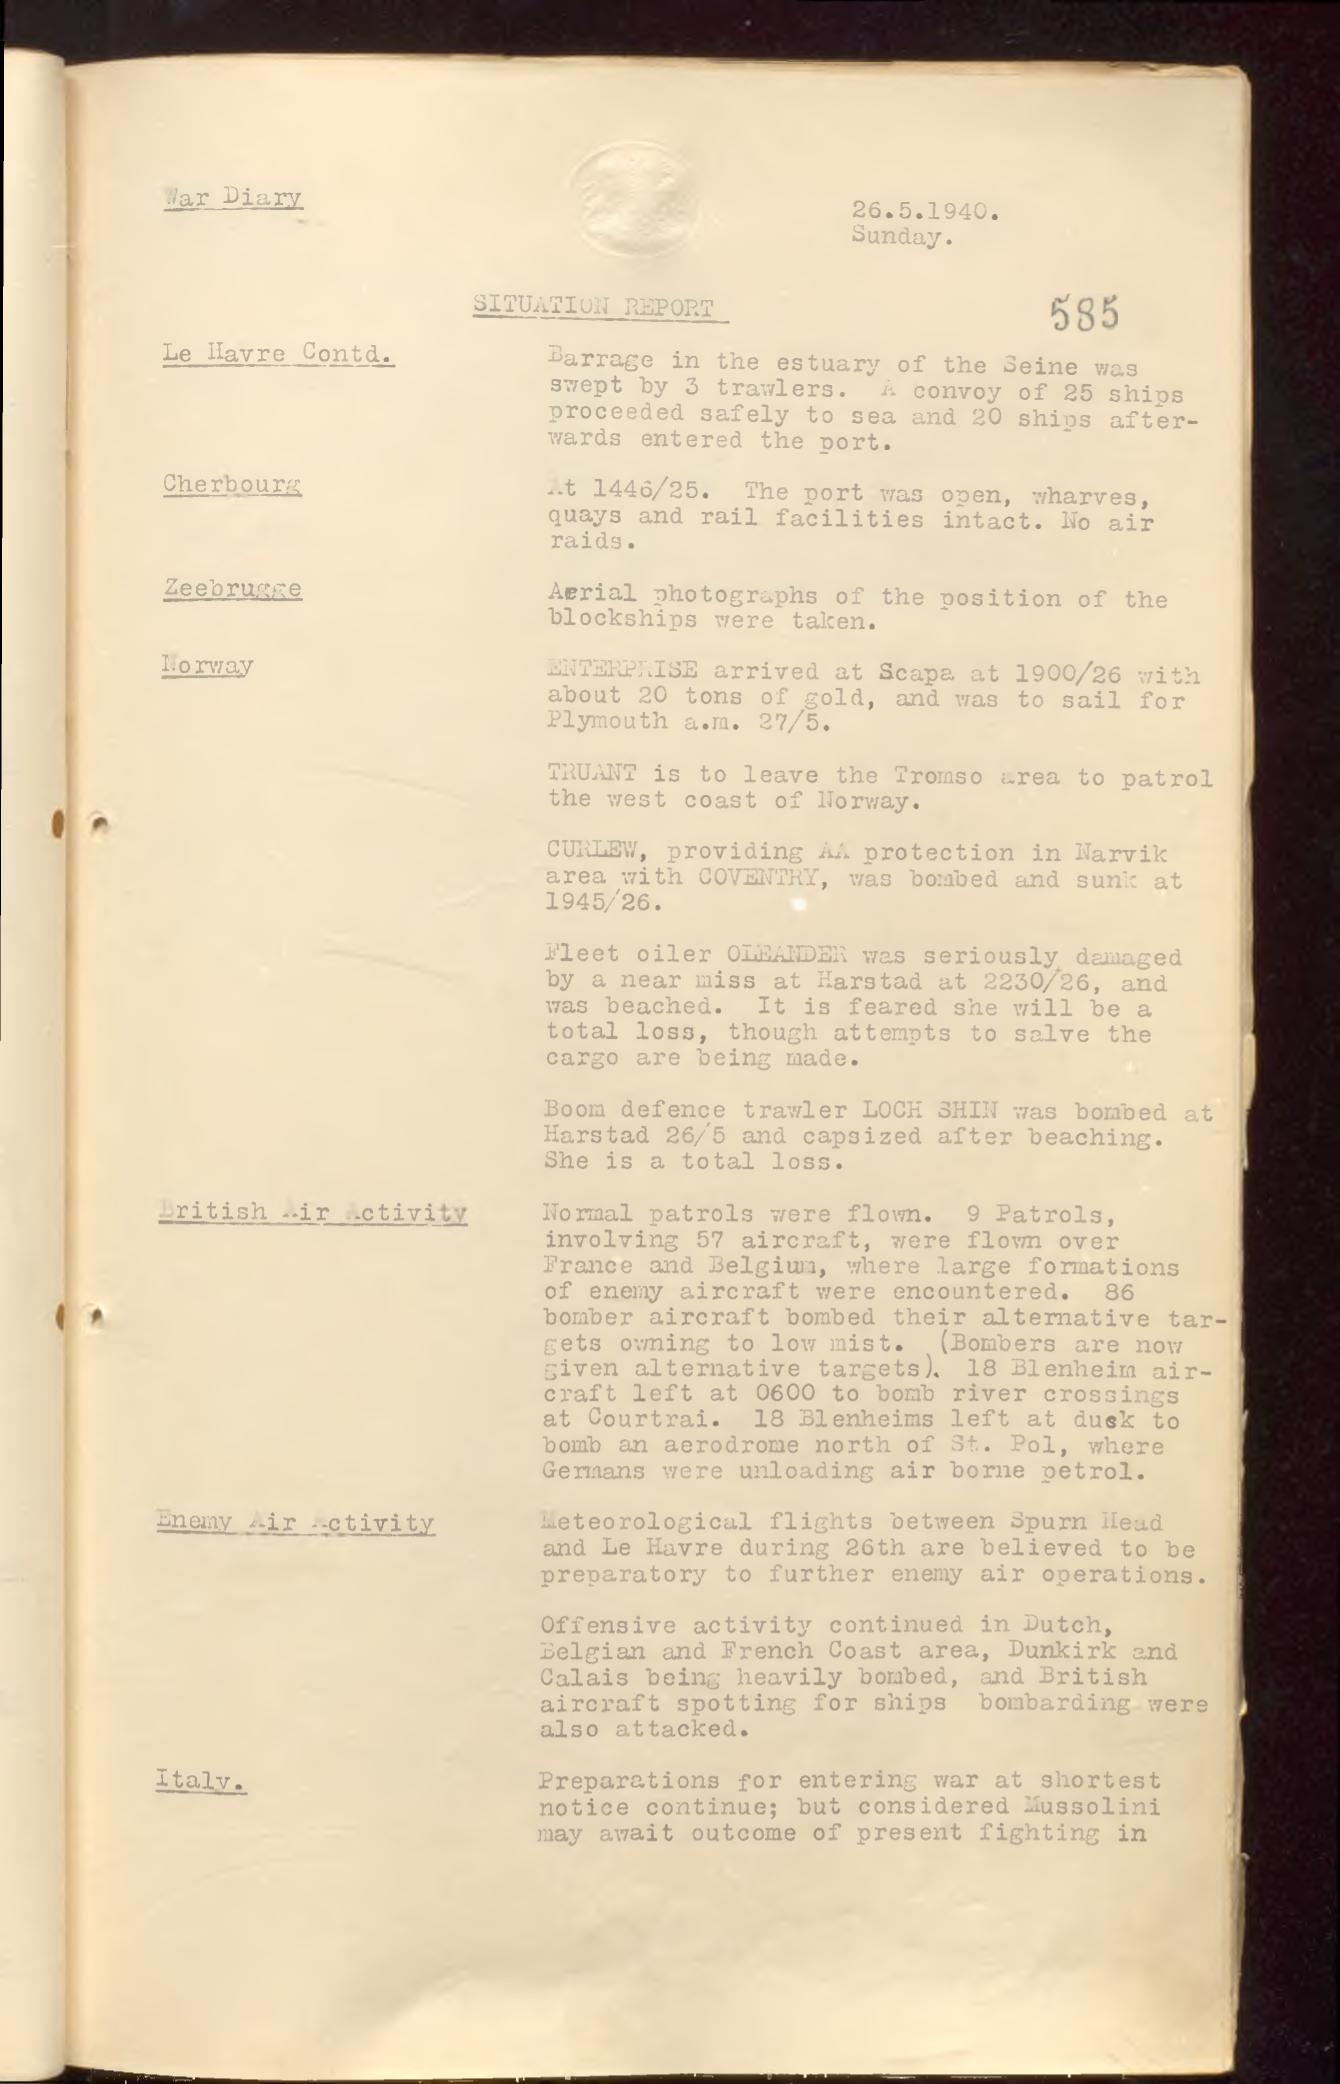 War Diary
26.5.1940.
Sunday.
SITUATION REPORT
585
Le Havre Contd.
Barrage in the estuary of the Seine was
swept by 3 trawlers. A convoy of 25 ships
proceeded safely to sea and 20 ships after-
wards entered the port.
Cherbourg
At 1446/25. The port was open, wharves,
quays and rail facilities intact. No air
raids.
Zeebrugge
Aerial photographs of the position of the
blockships were taken.
Norway
ENTERPRISE arrived at Scapa at 1900/26 with
about 20 tons of gold, and was to sail for
Plymouth a.m. 27/5.
TRUANT is to leave the Tromso area to patrol
the west coast of Norway.
CURLEW, providing AA protection in Narvik
area with COVENTRY, was bombed and sunk at
1945/26.
Fleet oiler OLEANDER was seriously damaged
by a near miss at Harstad at 2230/26, and
was beached. It is feared she will be a
total loss, though attempts to salve the
cargo are being made.
Boom defence trawler LOCH SHIN was bombed at
Harstad 26/5 and capsized after beaching.
She is a total loss.
British Air Activity
Normal patrols were flown. 9 Patrols,
involving 57 aircraft, were flown over
France and Belgium, where large formations
of enemy aircraft were encountered. 86
bomber aircraft bombed their alternative tar-
gets owning to low mist. (Bombers are now
given alternative targets). 18 Blenheim air-
craft left at 0600 to bomb river crossings
at Courtrai. 18 Blenheims left at dusk to
bomb an aerodrome north of St. Pol, where
Germans were unloading air borne petrol.
Enemy Air Activity
Meteorological flights between Spurn Head
and Le Havre during 26th are believed to be
preparatory to further enemy air operations.
Offensive activity continued in Dutch,
Belgian and French Coast area, Dunkirk and
Calais being heavily bombed, and British
aircraft spotting for ships bombarding were
also attacked.
Italy.
Preparations for entering war at shortest
notice continue; but considered Mussolini
may await outcome of present fighting in